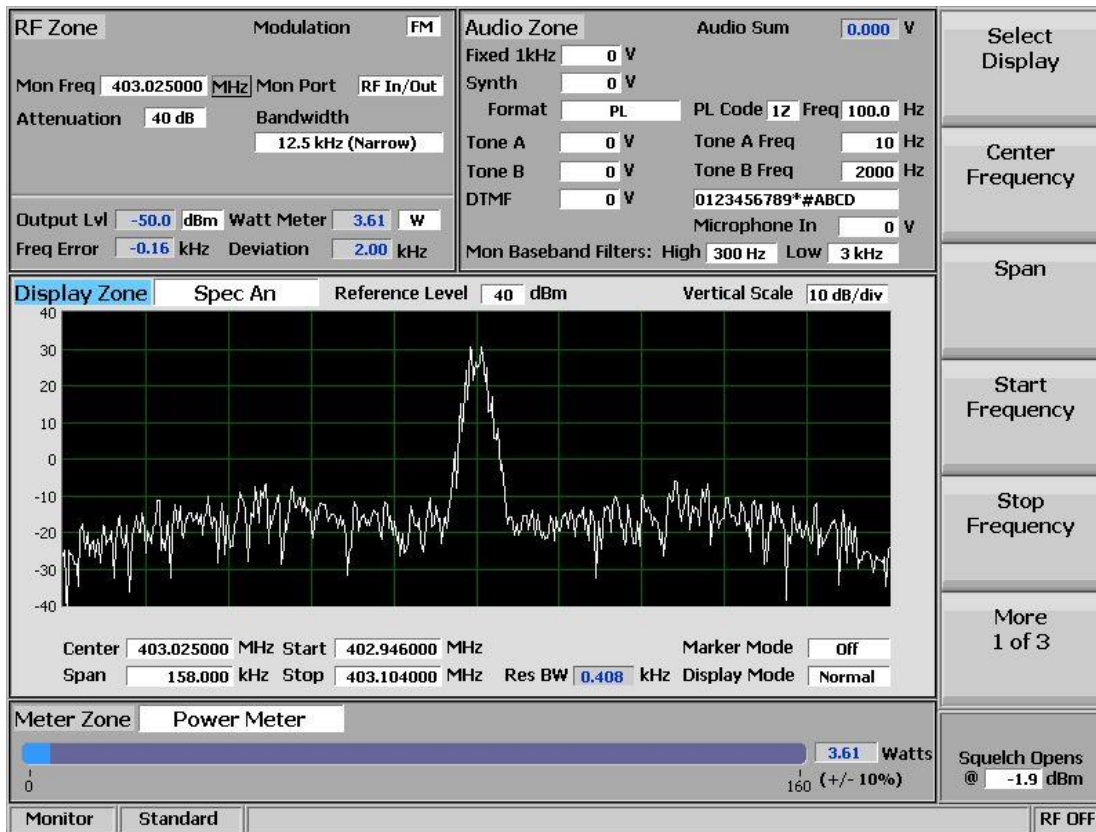 RF Zone Modulation FM
Mon Freq 403.025000 MHz Mon Port RF In/Out
Attenuation 40 dB Bandwidth
12.5 kHz (Narrow)
Output Lvl -50.0 dBm Watt Meter 3.61 W
Freq Error -0.16 kHz Deviation 2.00 kHz
Audio Zone Audio Sum 0.000 V
Fixed 1kHz 0 V
Synth 0 V
Format PL PL Code 1Z Freq 100.0 Hz
Tone A 0 V Tone A Freq 10 Hz
Tone B 0 V Tone B Freq 2000 Hz
DTMF 0 V 0123456789*#ABCD
Microphone In 0 V
Mon Baseband Filters: High 300 Hz Low 3 kHz
Display Zone Spec An Reference Level 40 dBm Vertical Scale 10 dB/div
40
30
20
10
0
-10
-20
-30
-40
Center 403.025000 MHz Start 402.946000 MHz Marker Mode Off
Span 158.000 kHz Stop 403.104000 MHz Res BW 0.408 kHz Display Mode Normal
Meter Zone Power Meter
3.61 Watts
0 160 (+/- 10%)
Monitor Standard RF OFF
Select
Display
Center
Frequency
Span
Start
Frequency
Stop
Frequency
More
1 of 3
Squelch Opens
@ -1.9 dBm